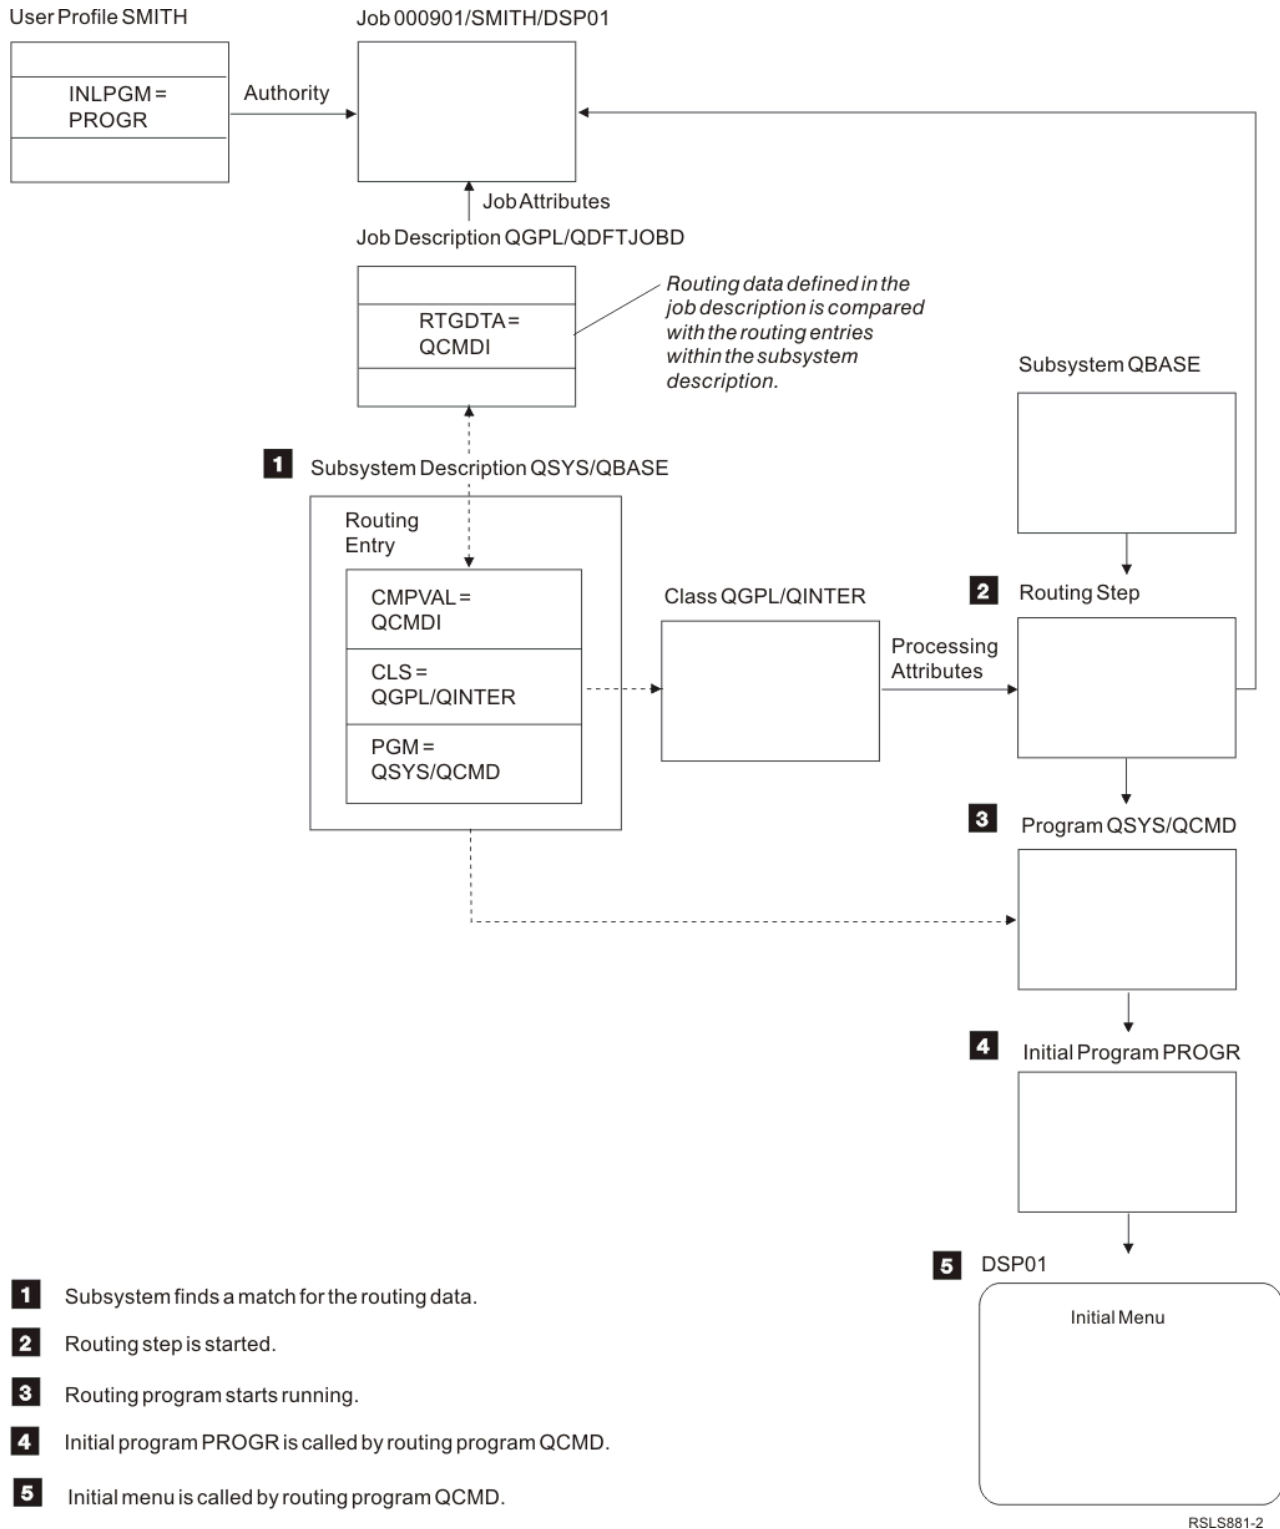 User Profile SMITH
Job 000901/SMITH/DSP01
INLPGM =
PROGR
Authority
Job Attributes
Job Description QGPL/QDFTJOBD
RTGDTA =
QCMDI
Routing data defined in the
job description is compared
with the routing entries
within the subsystem
description.
Subsystem QBASE
1 Subsystem Description QSYS/QBASE
Routing
Entry
CMPVAL =
QCMDI
CLS =
QGPL/QINTER
PGM =
QSYS/QCMD
Class QGPL/QINTER
Processing
Attributes
2 Routing Step
3 Program QSYS/QCMD
4 Initial Program PROGR
5 DSP01
Initial Menu
1 Subsystem finds a match for the routing data.
2 Routing step is started.
3 Routing program starts running.
4 Initial program PROGR is called by routing program QCMD.
5 Initial menu is called by routing program QCMD.
RSLS881-2